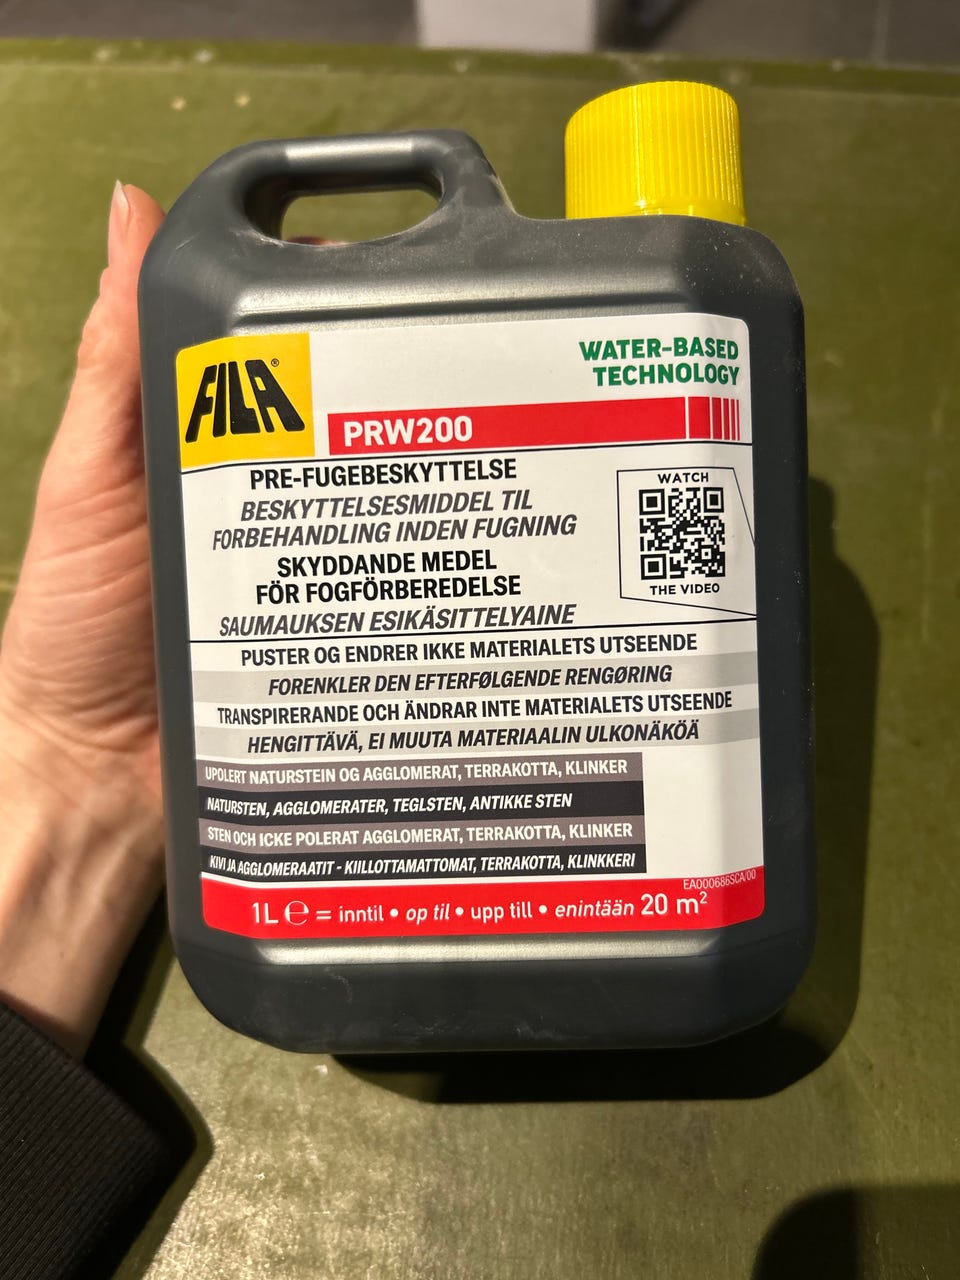 FILA®
WATER-BASED
TECHNOLOGY
PRW200
PRE-FUGEBESKYTTELSE
BESKYTTELSESMIDDEL TIL
FORBEHANDLING INDEN FUGNING
SKYDDANDE MEDEL
FÖR FOGFÖRBEREDELSE
SAUMAUKSEN ESIKÄSITTELYAINE
WATCH
THE VIDEO
PUSTER OG ENDRER IKKE MATERIALETS UTSEENDE
FORENKLER DEN EFTERFØLGENDE RENGØRING
TRANSPIRERANDE OCH ÄNDRAR INTE MATERIALETS UTSEENDE
HENGITTÄVÄ, EI MUUTA MATERIAALIN ULKONÄKÖÄ
UPOLERT NATURSTEIN OG AGGLOMERAT, TERRAKOTTA, KLINKER
NATURSTEN, AGGLOMERATER, TEGLSTEN, ANTIKKE STEN
STEN OCH ICKE POLERAT AGGLOMERAT, TERRAKOTTA, KLINKER
KIVI JA AGGLOMERAATIT - KIILLOTTAMATTOMAT, TERRAKOTTA, KLINKKERI
EA000686SCA/00
1L ℮ = inntil • op til • upp till • enintään 20 m²